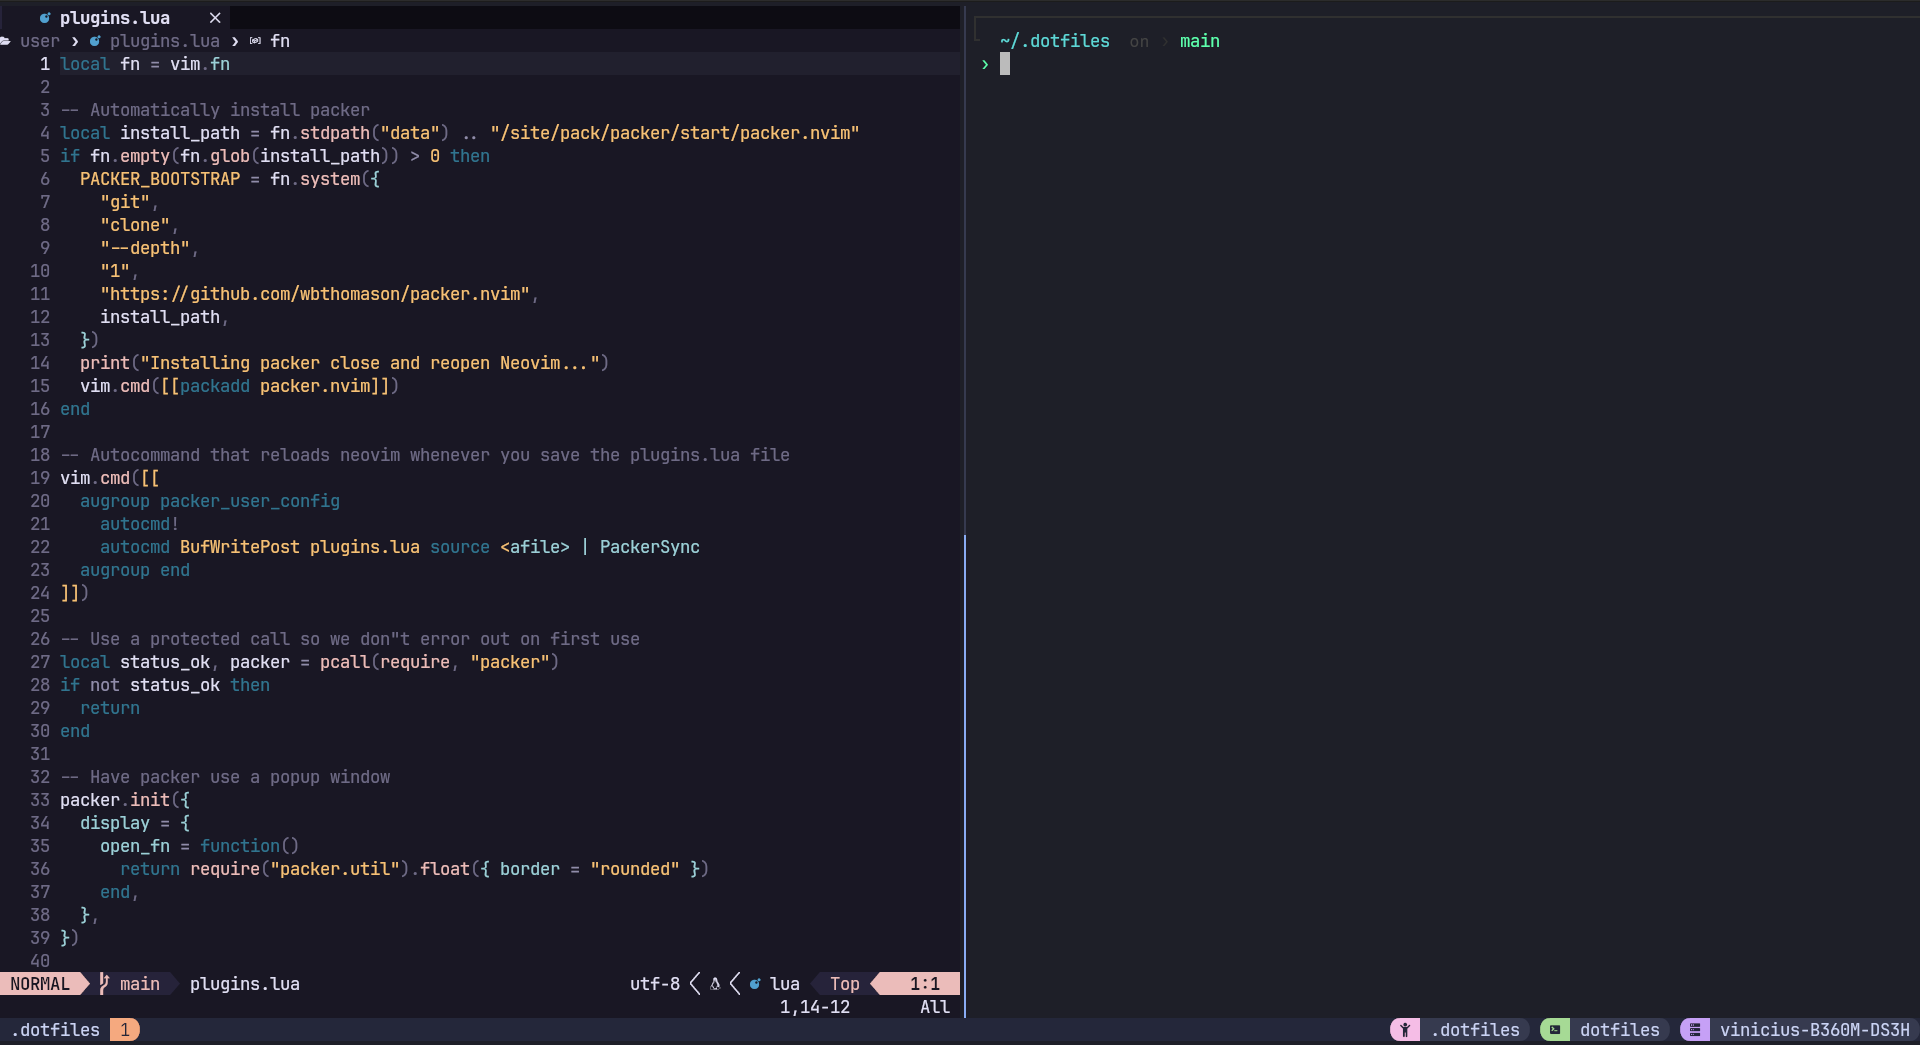 plugins.lua ×
user › plugins.lua › fn
1 local fn = vim.fn
2
3 -- Automatically install packer
4 local install_path = fn.stdpath("data") .. "/site/pack/packer/start/packer.nvim"
5 if fn.empty(fn.glob(install_path)) > 0 then
6   PACKER_BOOTSTRAP = fn.system({
7     "git",
8     "clone",
9     "--depth",
10     "1",
11     "https://github.com/wbthomason/packer.nvim",
12     install_path,
13   })
14   print("Installing packer close and reopen Neovim...")
15   vim.cmd([[packadd packer.nvim]])
16 end
17
18 -- Autocommand that reloads neovim whenever you save the plugins.lua file
19 vim.cmd([[
20   augroup packer_user_config
21     autocmd!
22     autocmd BufWritePost plugins.lua source <afile> | PackerSync
23   augroup end
24 ]])
25
26 -- Use a protected call so we don"t error out on first use
27 local status_ok, packer = pcall(require, "packer")
28 if not status_ok then
29   return
30 end
31
32 -- Have packer use a popup window
33 packer.init({
34   display = {
35     open_fn = function()
36       return require("packer.util").float({ border = "rounded" })
37     end,
38   },
39 })
40
NORMAL main plugins.lua utf-8 lua Top 1:1
1,14-12 All
~/.dotfiles on › main
›
.dotfiles 1 .dotfiles dotfiles vinicius-B360M-DS3H